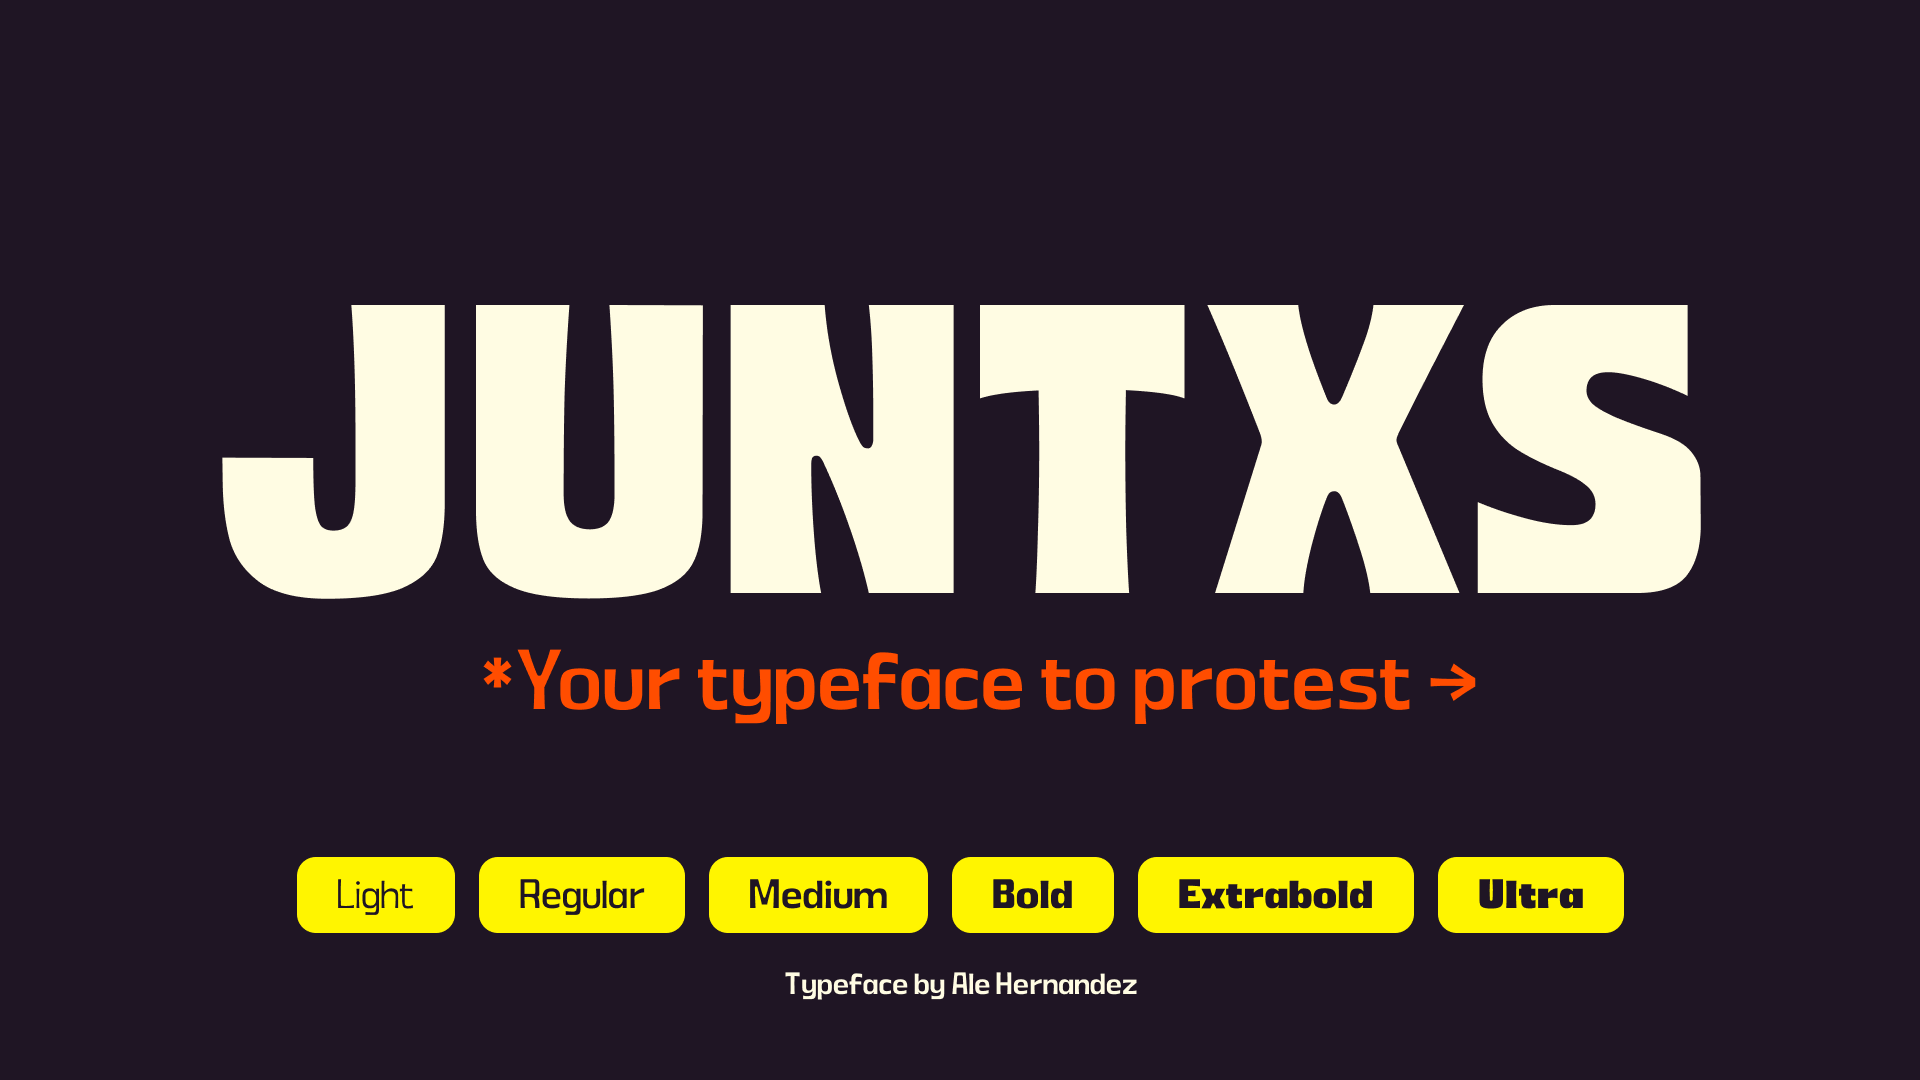 JUNTXS
*Your typeface to protest →
Light Regular Medium Bold Extrabold Ultra
Typeface by Ale Hernandez